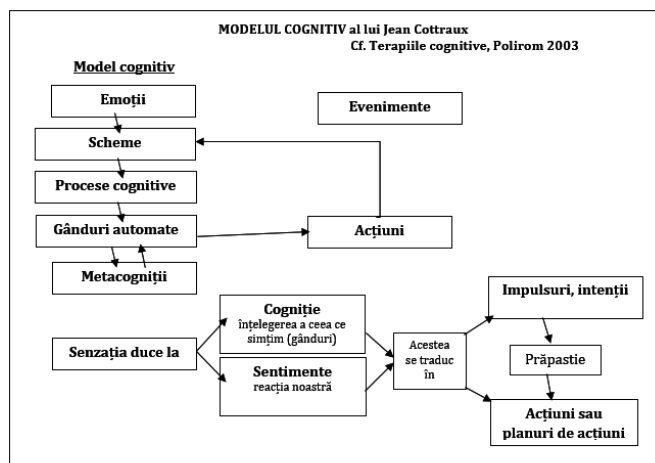 MODELUL COGNITIV al lui Jean Cottraux
Cf. Terapiile cognitive, Polirom 2003
Model cognitiv
Emoții
Evenimente
Scheme
Procese cognitive
Gânduri automate
Acțiuni
Metacogniții
Senzația duce la
Cogniție
înțelegerea a ceea ce
simțim (gânduri)
Sentimente
reacția noastră
Acestea
se traduc
în
Impulsuri, intenții
Prăpastie
Acțiuni sau
planuri de acțiuni